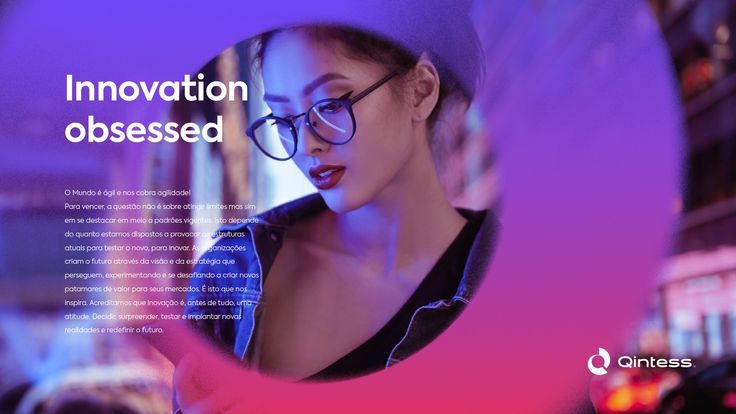 Innovation
obsessed
O Mundo é ágil e nos cobra agilidade!
Para vencer, a questão não é sobre atingir limites mas sim
em se destacar em meio a padrões vigentes. Isto depende
do quanto estamos dispostos a provocar as estruturas
atuais para testar o novo, para inovar. As organizações
criam o futuro através da visão e da estratégia que
perseguem, experimentando e se desafiando a criar novos
patamares de valor para seus mercados. É isto que nos
inspira. Acreditamos que inovação é, antes de tudo, uma
atitude. Decidir, surpreender, testar e implantar novas
realidades e redefinir o futuro.
Qintess